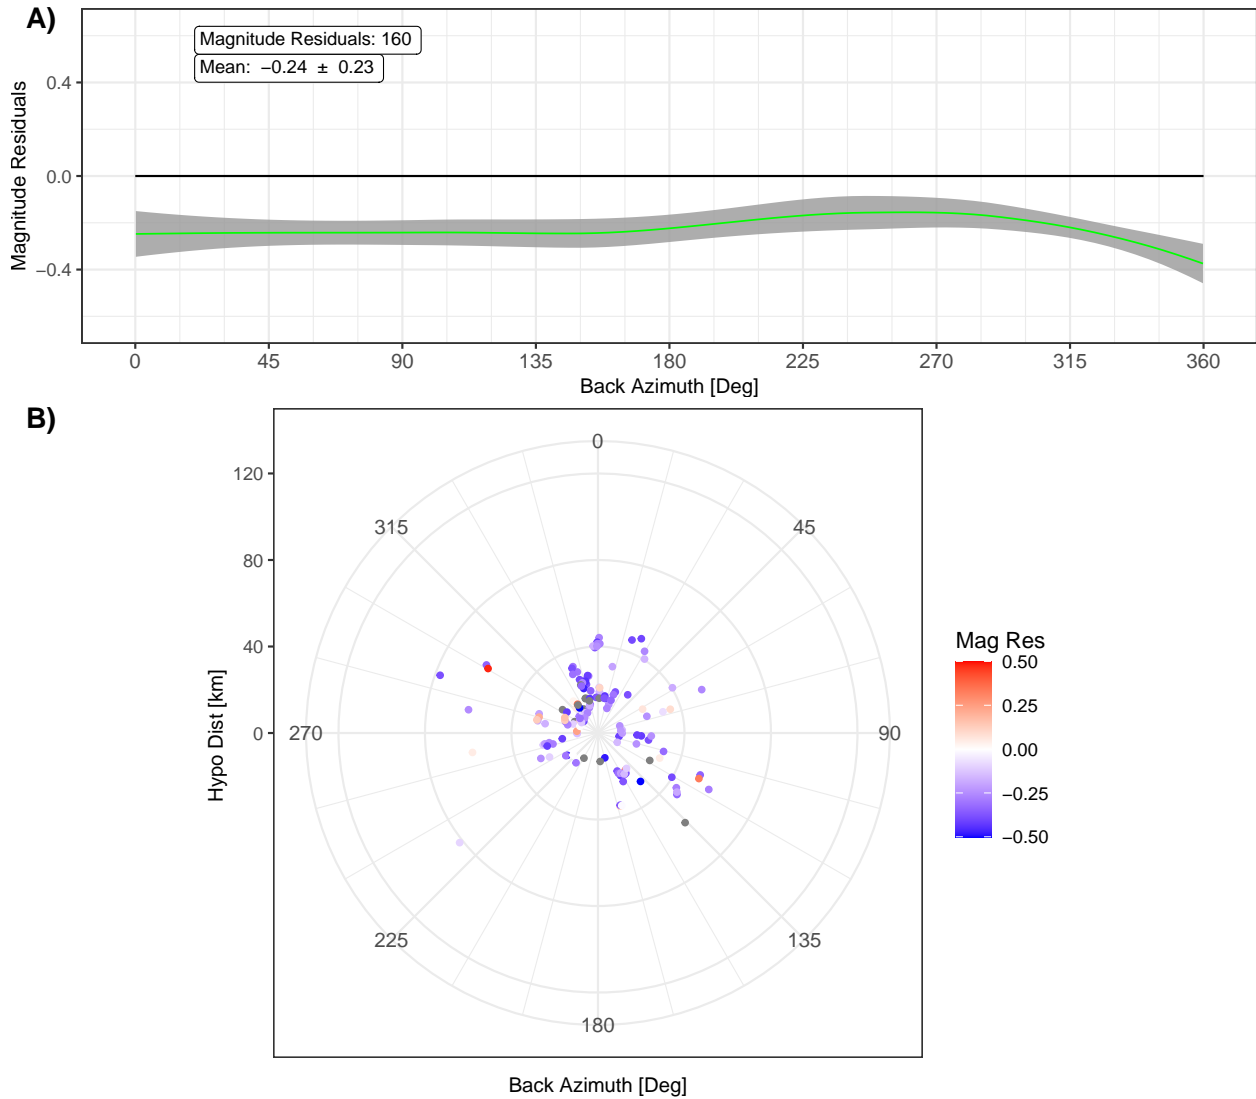 A)
Magnitude Residuals: 160
Mean:  −0.24  ±  0.23
Magnitude Residuals
0.4
0.0
−0.4
0 45 90 135 180 225 270 315 360
Back Azimuth [Deg]
B)
Hypo Dist [km]
120
80
40
0
0
45
90
135
180
225
270
315
Back Azimuth [Deg]
Mag Res
0.50
0.25
0.00
−0.25
−0.50